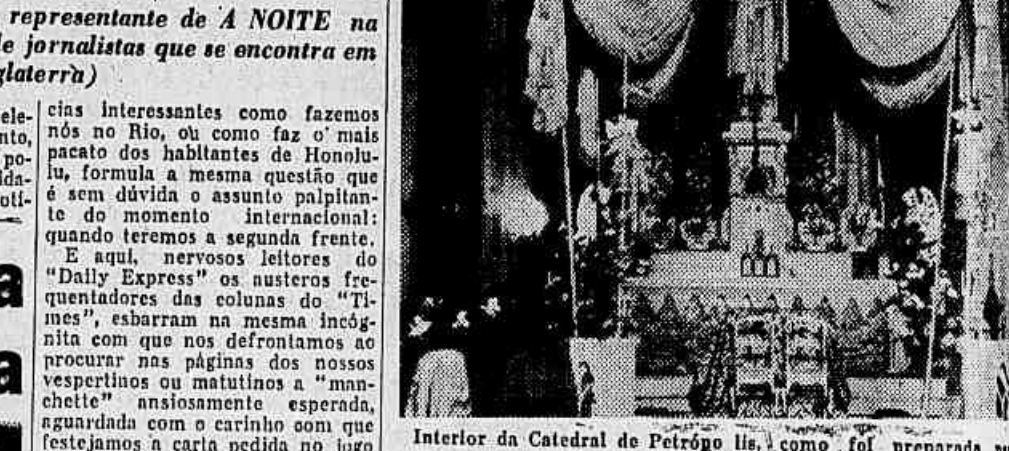 representante de A NOITE na
de jornalistas que se encontra em
glaterra)
ele-
nto,
po-
ida-
oti-
cias interessantes como fazemos
nós no Rio, ou como faz o mais
pacato dos habitantes de Honolu-
lu, formula a mesma questão que
é sem dúvida o assunto palpitan-
te do momento internacional:
quando teremos a segunda frente.
E aqui, nervosos leitores do
"Daily Express" os austeros fre-
quentadores das colunas do "Ti-
mes", esbarram na mesma incóg-
nita com que nos defrontamos ao
procurar nas páginas dos nossos
vespertinos ou matutinos a "man-
chette" ansiosamente esperada,
aguardada com o carinho com que
festejamos a carta pedida no jogo
a
a
Interior da Catedral de Petrópo lis, como foi preparada